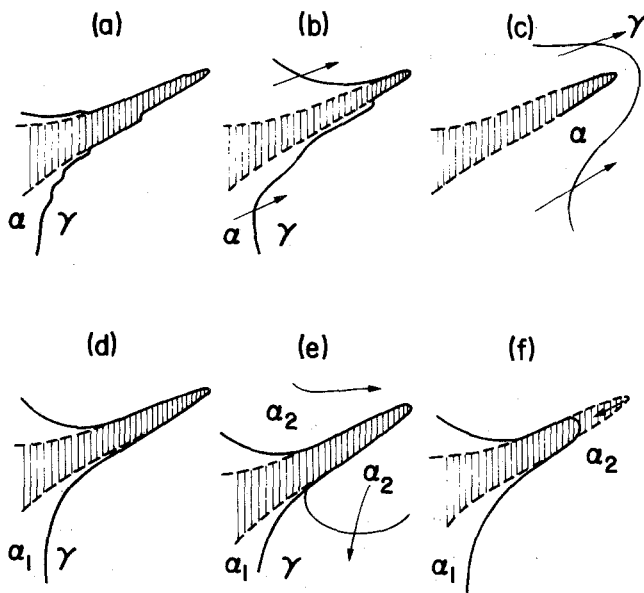 (a) (b) (c)
γ
α
α γ α γ
(d) (e) (f)
α₂
α₂ α₂
α₁ γ α₁ γ α₁